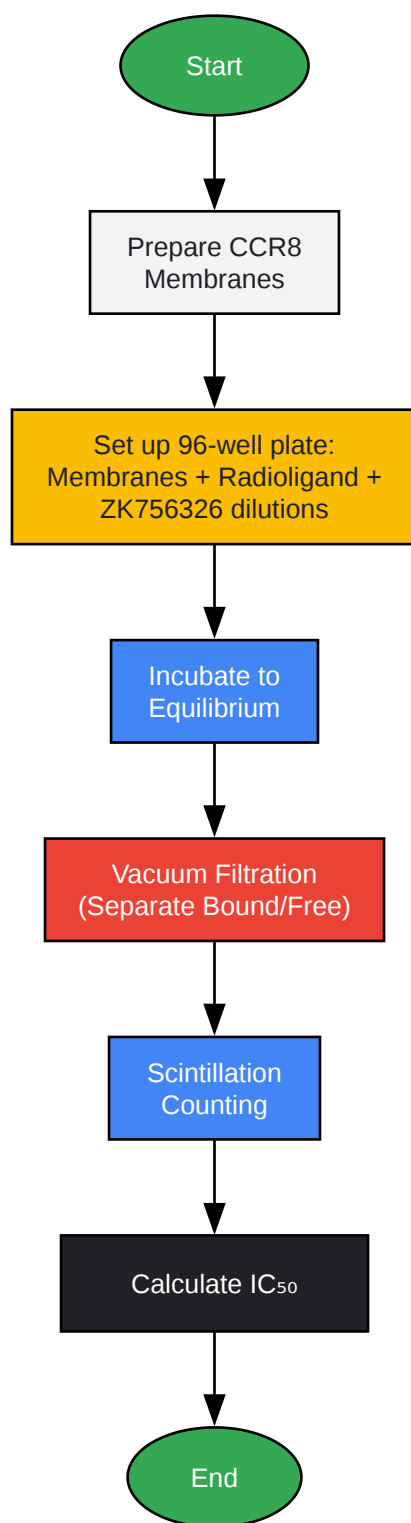 Start
Prepare CCR8
Membranes
Set up 96-well plate:
Membranes + Radioligand +
ZK756326 dilutions
Incubate to
Equilibrium
Vacuum Filtration
(Separate Bound/Free)
Scintillation
Counting
Calculate IC₅₀
End